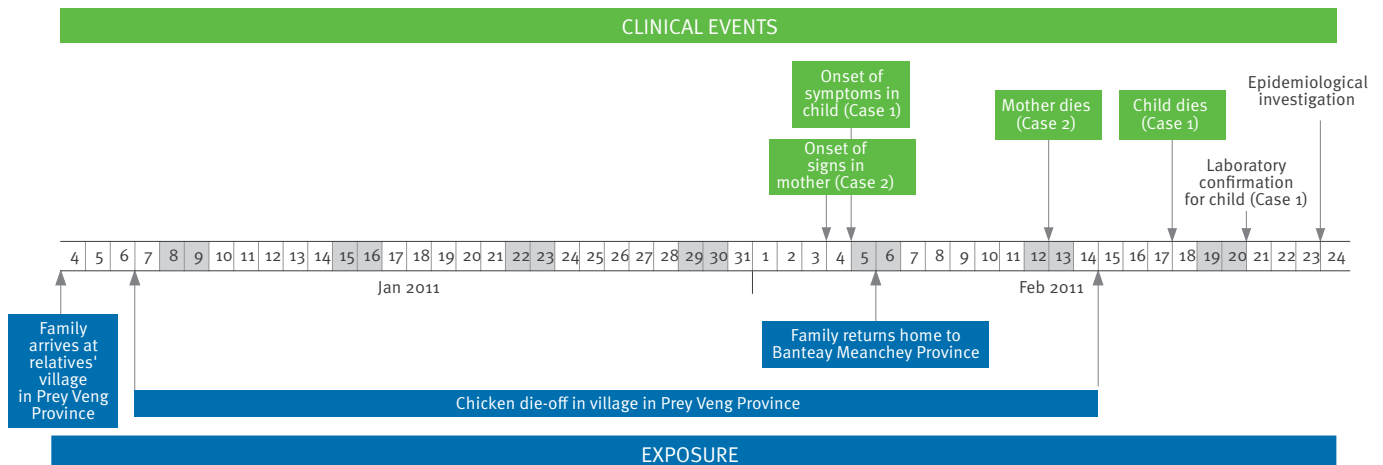 CLINICAL EVENTS
Onset of
symptoms in
child (Case 1)
Onset of
signs in
mother (Case 2)
Mother dies
(Case 2)
Child dies
(Case 1)
Epidemiological
investigation
Laboratory
confirmation
for child (Case 1)
4 5 6 7 8 9 10 11 12 13 14 15 16 17 18 19 20 21 22 23 24 25 26 27 28 29 30 31 1 2 3 4 5 6 7 8 9 10 11 12 13 14 15 16 17 18 19 20 21 22 23 24
Jan 2011 Feb 2011
Family
arrives at
relatives'
village
in Prey Veng
Province
Family returns home to
Banteay Meanchey Province
Chicken die-off in village in Prey Veng Province
EXPOSURE